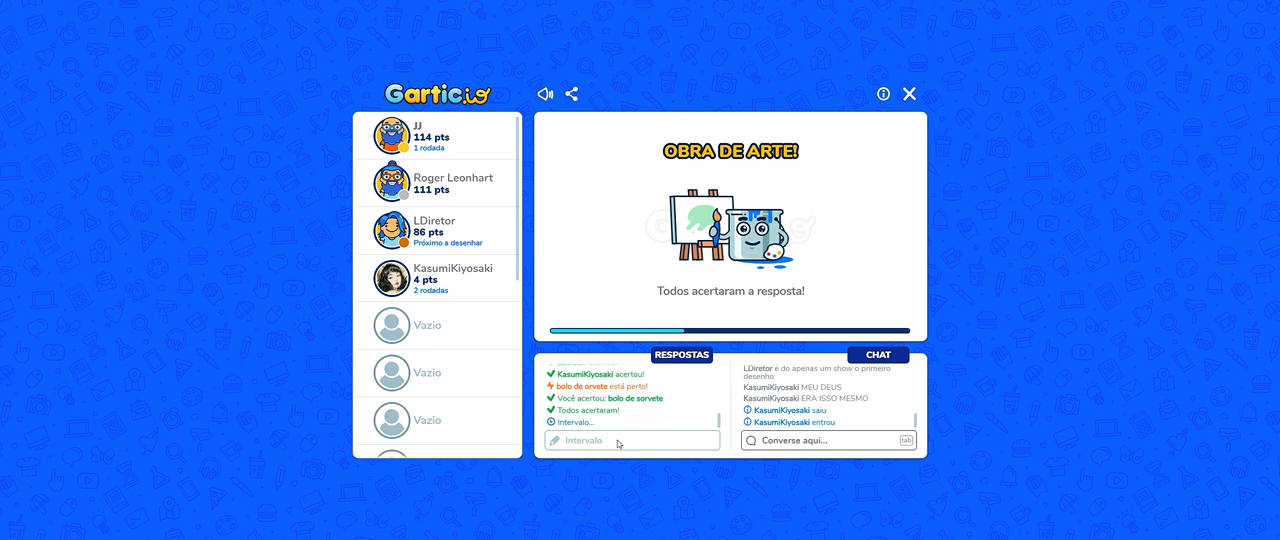 Gartic.io
JJ
114 pts
1 rodada
Roger Leonhart
111 pts
LDiretor
86 pts
Próximo a desenhar
KasumiKiyosaki
4 pts
2 rodadas
Vazio
Vazio
Vazio
OBRA DE ARTE!
Todos acertaram a resposta!
RESPOSTAS
KasumiKiyosaki acertou!
bolo de orvete está perto!
Você acertou: bolo de sorvete
Todos acertaram!
Intervalo...
Intervalo
CHAT
LDiretor é do apenas um show o primeiro
desenho
KasumiKiyosaki MEU DEUS
KasumiKiyosaki ERA ISSO MESMO
KasumiKiyosaki saiu
KasumiKiyosaki entrou
Converse aqui...
tab